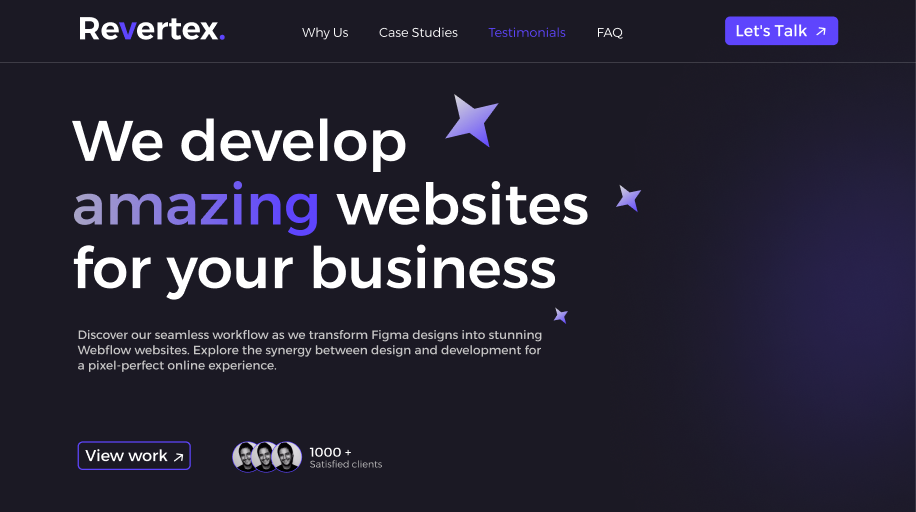 Revertex.
Why Us
Case Studies
Testimonials
FAQ
Let's Talk
We develop
amazing websites
for your business
Discover our seamless workflow as we transform Figma designs into stunning
Webflow websites. Explore the synergy between design and development for
a pixel-perfect online experience.
View work
1000 +
Satisfied clients